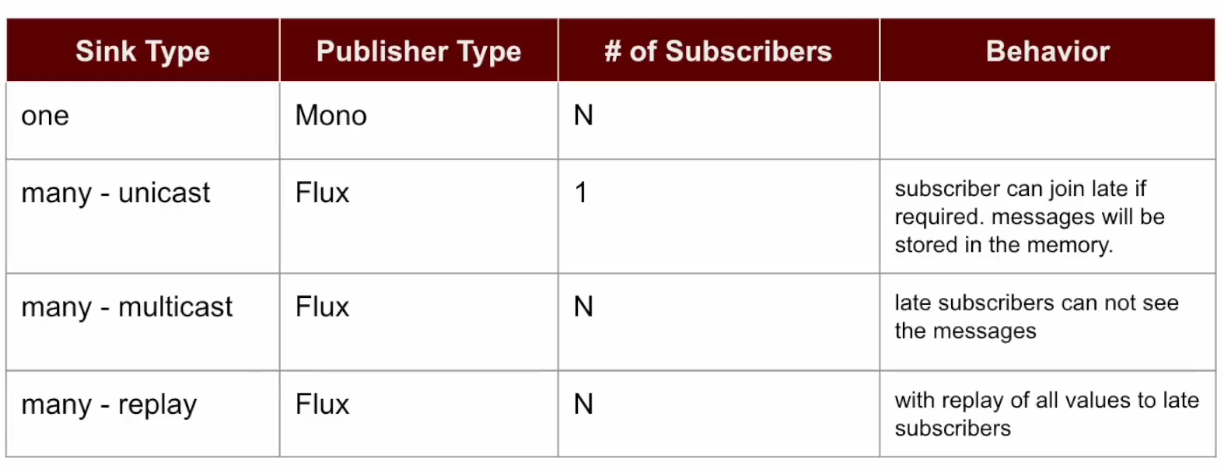 Sink Type Publisher Type # of Subscribers Behavior
one Mono N
many - unicast Flux 1 subscriber can join late if
required. messages will be
stored in the memory.
many - multicast Flux N late subscribers can not see
the messages
many - replay Flux N with replay of all values to late
subscribers